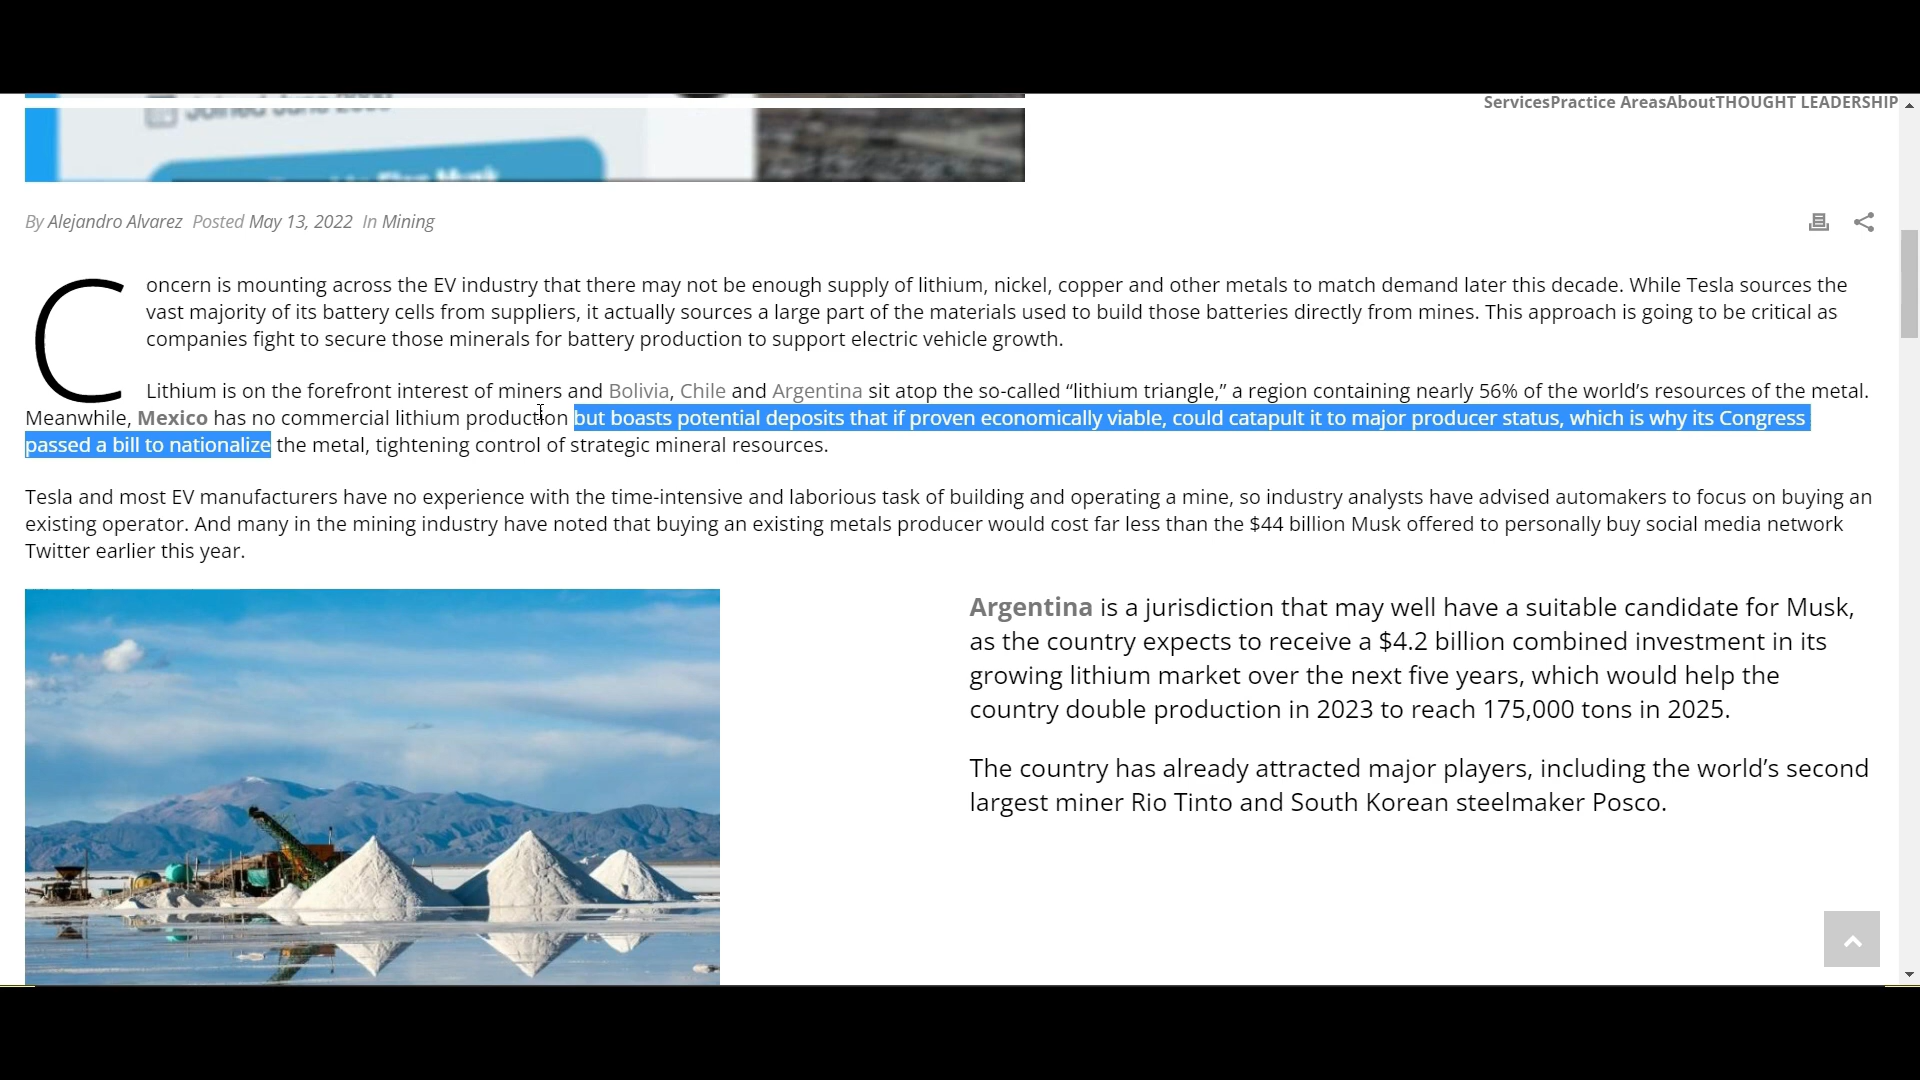 ServicesPractice AreasAboutTHOUGHT LEADERSHIP
By Alejandro Alvarez Posted May 13, 2022 In Mining
Concern is mounting across the EV industry that there may not be enough supply of lithium, nickel, copper and other metals to match demand later this decade. While Tesla sources the
vast majority of its battery cells from suppliers, it actually sources a large part of the materials used to build those batteries directly from mines. This approach is going to be critical as
companies fight to secure those minerals for battery production to support electric vehicle growth.
Lithium is on the forefront interest of miners and Bolivia, Chile and Argentina sit atop the so-called “lithium triangle,” a region containing nearly 56% of the world’s resources of the metal.
Meanwhile, Mexico has no commercial lithium production but boasts potential deposits that if proven economically viable, could catapult it to major producer status, which is why its Congress
passed a bill to nationalize the metal, tightening control of strategic mineral resources.
Tesla and most EV manufacturers have no experience with the time-intensive and laborious task of building and operating a mine, so industry analysts have advised automakers to focus on buying an
existing operator. And many in the mining industry have noted that buying an existing metals producer would cost far less than the $44 billion Musk offered to personally buy social media network
Twitter earlier this year.
Argentina is a jurisdiction that may well have a suitable candidate for Musk,
as the country expects to receive a $4.2 billion combined investment in its
growing lithium market over the next five years, which would help the
country double production in 2023 to reach 175,000 tons in 2025.
The country has already attracted major players, including the world’s second
largest miner Rio Tinto and South Korean steelmaker Posco.